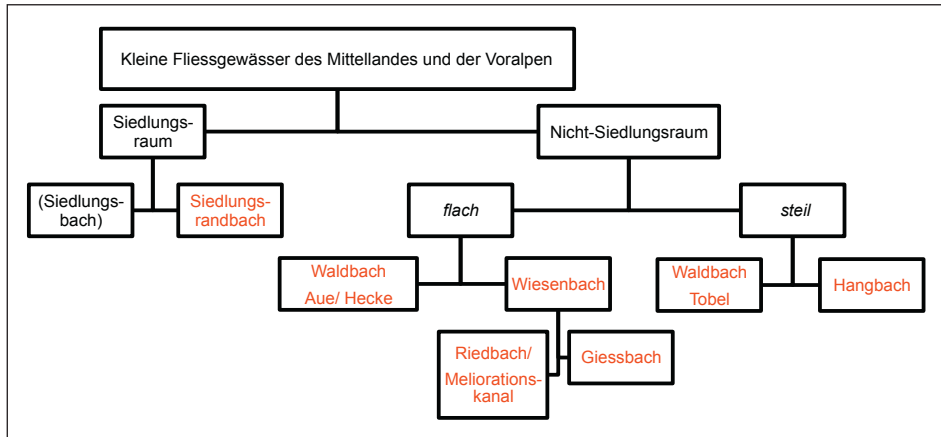 Kleine Fliessgewässer des Mittellandes und der Voralpen
Siedlungs-
raum
Nicht-Siedlungsraum
(Siedlungs-
bach)
Siedlungs-
randbach
flach
steil
Waldbach
Aue/ Hecke
Wiesenbach
Waldbach
Tobel
Hangbach
Riedbach/
Meliorations-
kanal
Giessbach